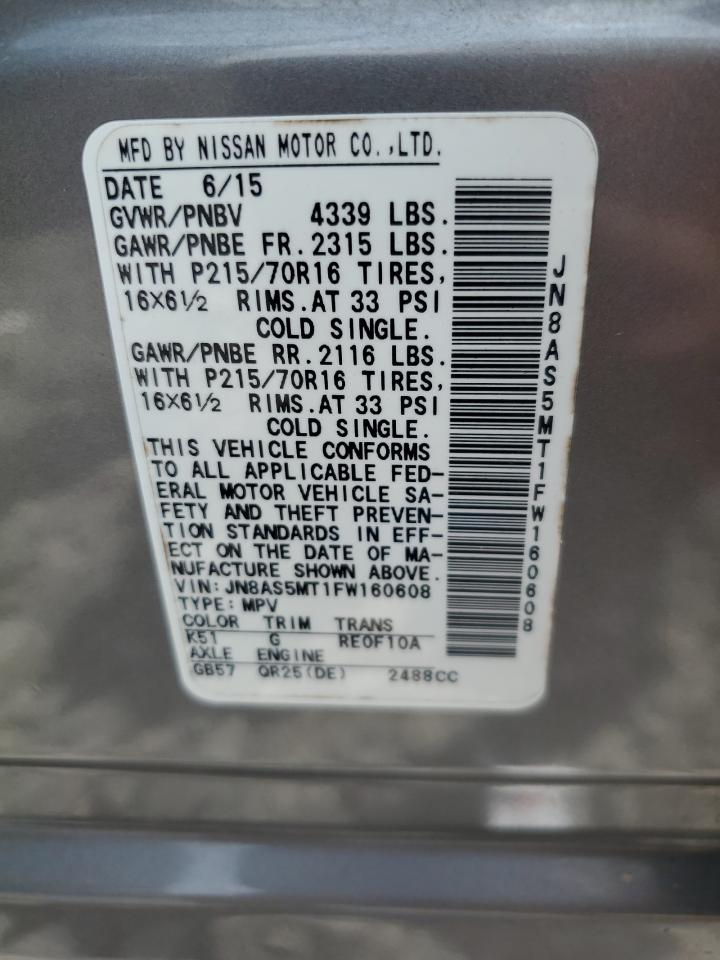 MFD BY NISSAN MOTOR CO.,LTD.
DATE 6/15
GVWR/PNBV 4339 LBS.
GAWR/PNBE FR.2315 LBS.
WITH P215/70R16 TIRES,
16X6½ RIMS.AT 33 PSI
COLD SINGLE.
GAWR/PNBE RR.2116 LBS.
WITH P215/70R16 TIRES,
16X6½ RIMS.AT 33 PSI
COLD SINGLE.
THIS VEHICLE CONFORMS
TO ALL APPLICABLE FED-
ERAL MOTOR VEHICLE SA-
FETY AND THEFT PREVEN-
TION STANDARDS IN EFF-
ECT ON THE DATE OF MA-
NUFACTURE SHOWN ABOVE.
VIN:JN8AS5MT1FW160608
TYPE:MPV
COLOR TRIM TRANS
K51 G RE0F10A
AXLE ENGINE
GB57 QR25(DE) 2488CC
JN8AS5MT1FW160608